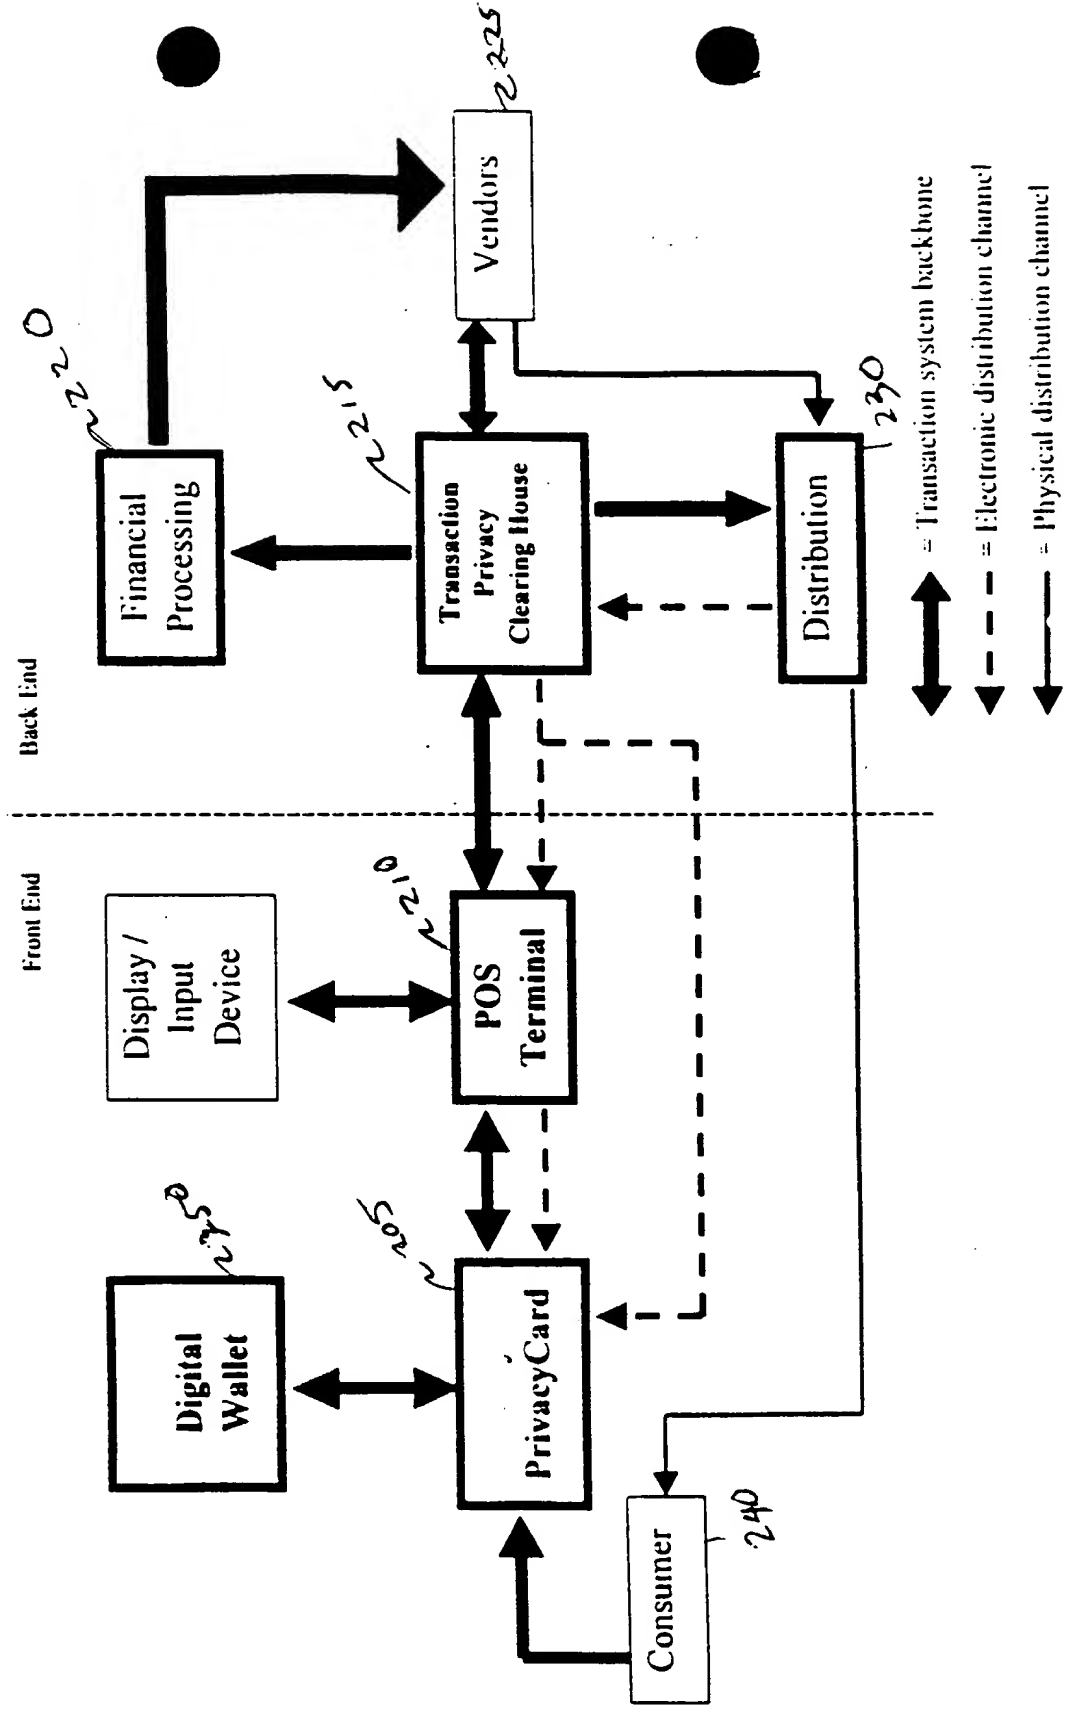 Front End
Back End
Digital
Wallet
250
Display /
Input
Device
Financial
Processing
220
PrivacyCard
205
POS
Terminal
210
Transaction
Privacy
Clearing House
215
Vendors
225
Consumer
240
Distribution
230
= Transaction system backbone
= Electronic distribution channel
= Physical distribution channel